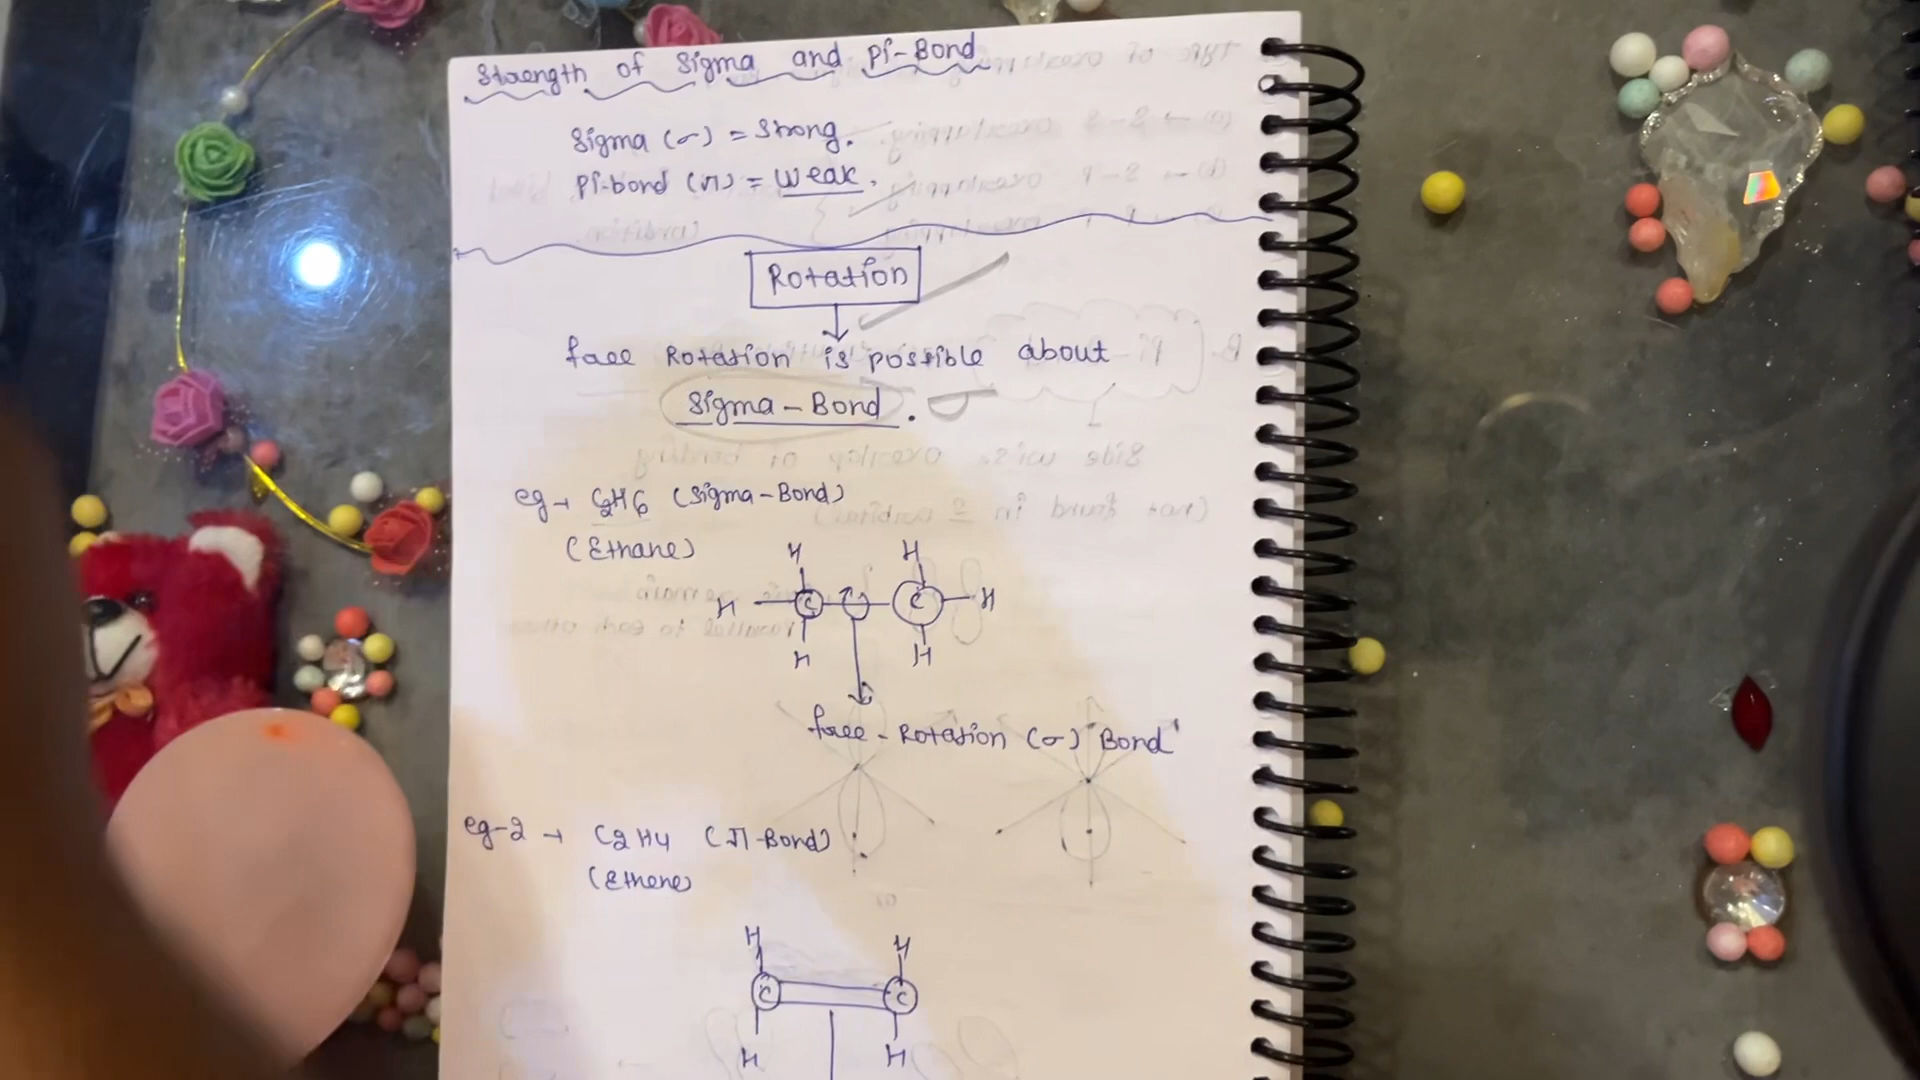 Strength of Sigma and Pi-Bond
Sigma (σ) = Strong.
Pi-bond (π) = weak.
Rotation
free Rotation is possible about
Sigma - Bond.
eg → C2H6 (Sigma-Bond)
(Ethane)
H H
H C C H
H H
free - Rotation (σ) Bond
eg-2 → C2H4 (π-Bond)
(Ethene)
H H
C C
H H